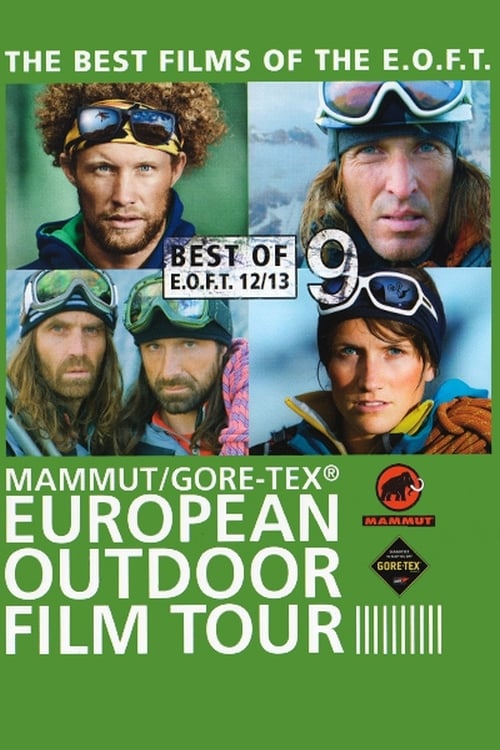 THE BEST FILMS OF THE E.O.F.T.
BEST OF
E.O.F.T. 12/13
9
MAMMUT/GORE-TEX®
EUROPEAN
OUTDOOR
FILM TOUR
MAMMUT
GORE-TEX